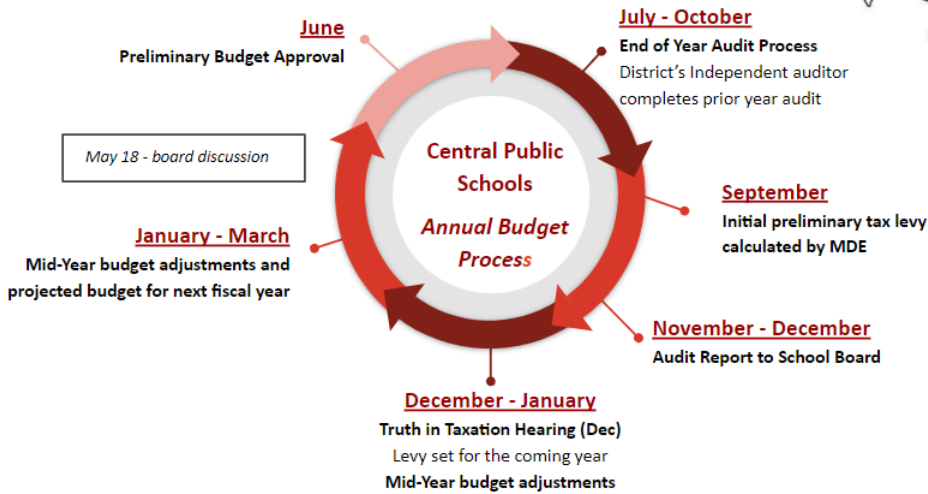 June
Preliminary Budget Approval
July - October
End of Year Audit Process
District's Independent auditor
completes prior year audit
May 18 - board discussion
Central Public
Schools
Annual Budget
Process
September
Initial preliminary tax levy
calculated by MDE
January - March
Mid-Year budget adjustments and
projected budget for next fiscal year
November - December
Audit Report to School Board
December - January
Truth in Taxation Hearing (Dec)
Levy set for the coming year
Mid-Year budget adjustments